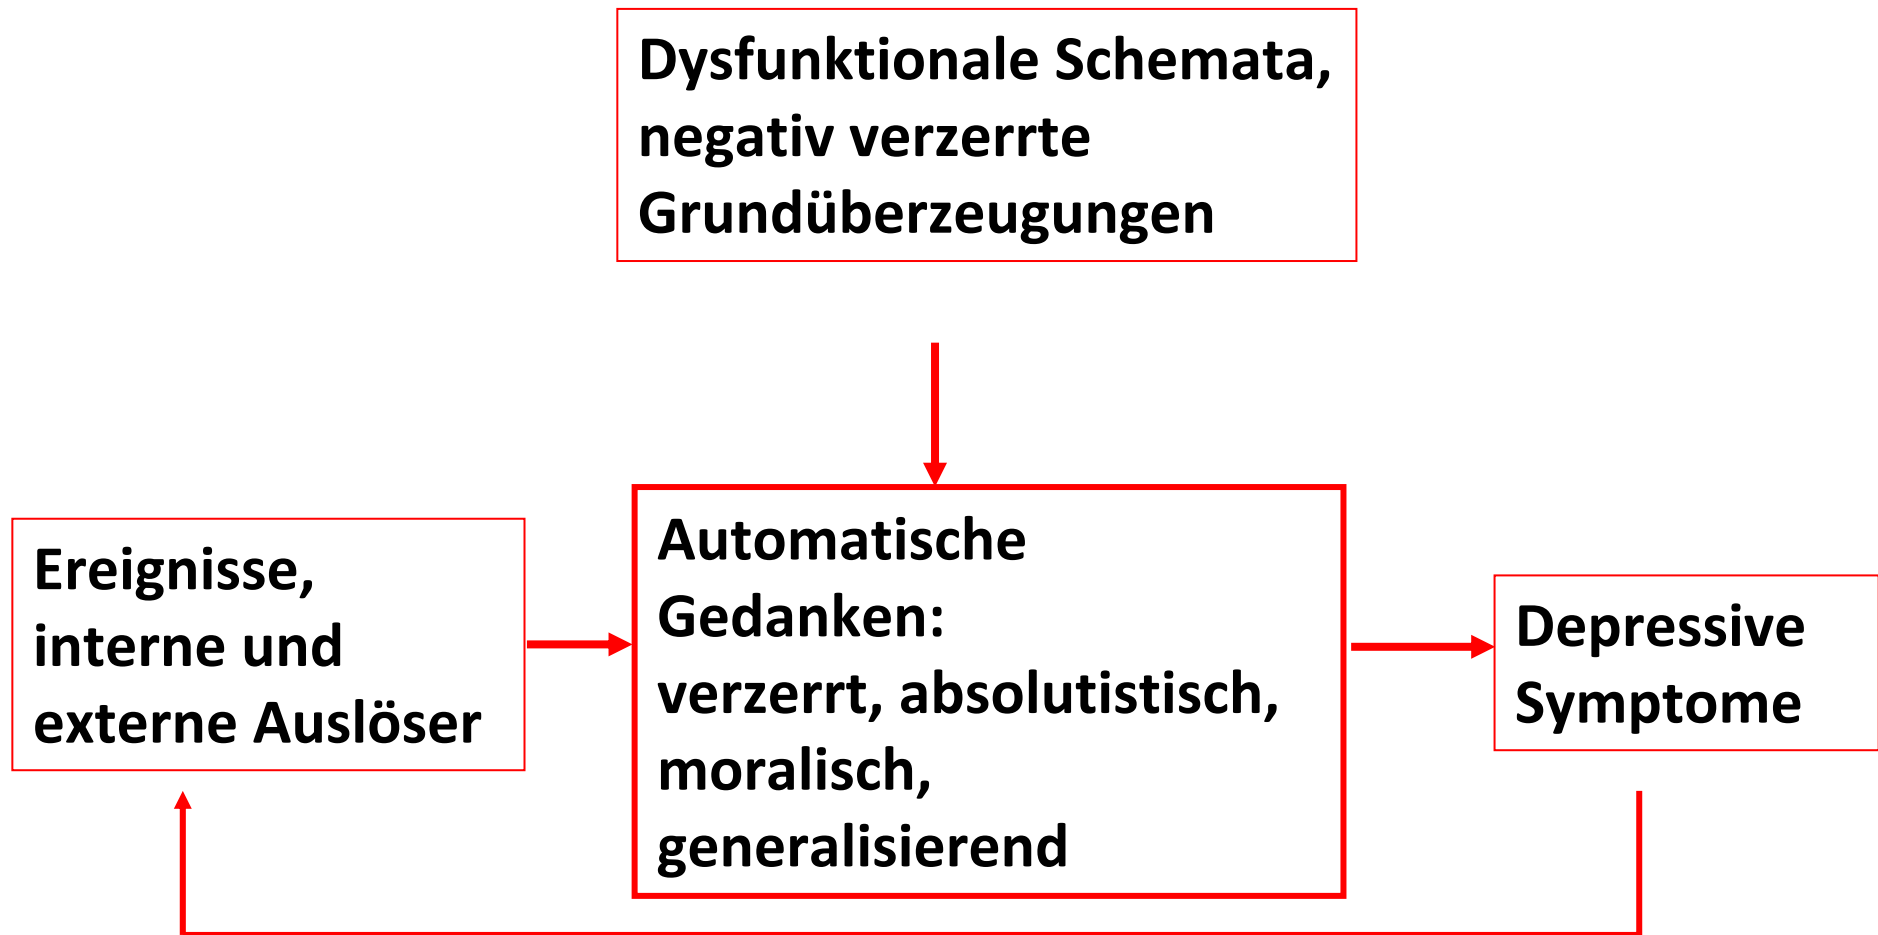 Dysfunktionale Schemata,
negativ verzerrte
Grundüberzeugungen
Ereignisse,
interne und
externe Auslöser
Automatische
Gedanken:
verzerrt, absolutistisch,
moralisch,
generalisierend
Depressive
Symptome